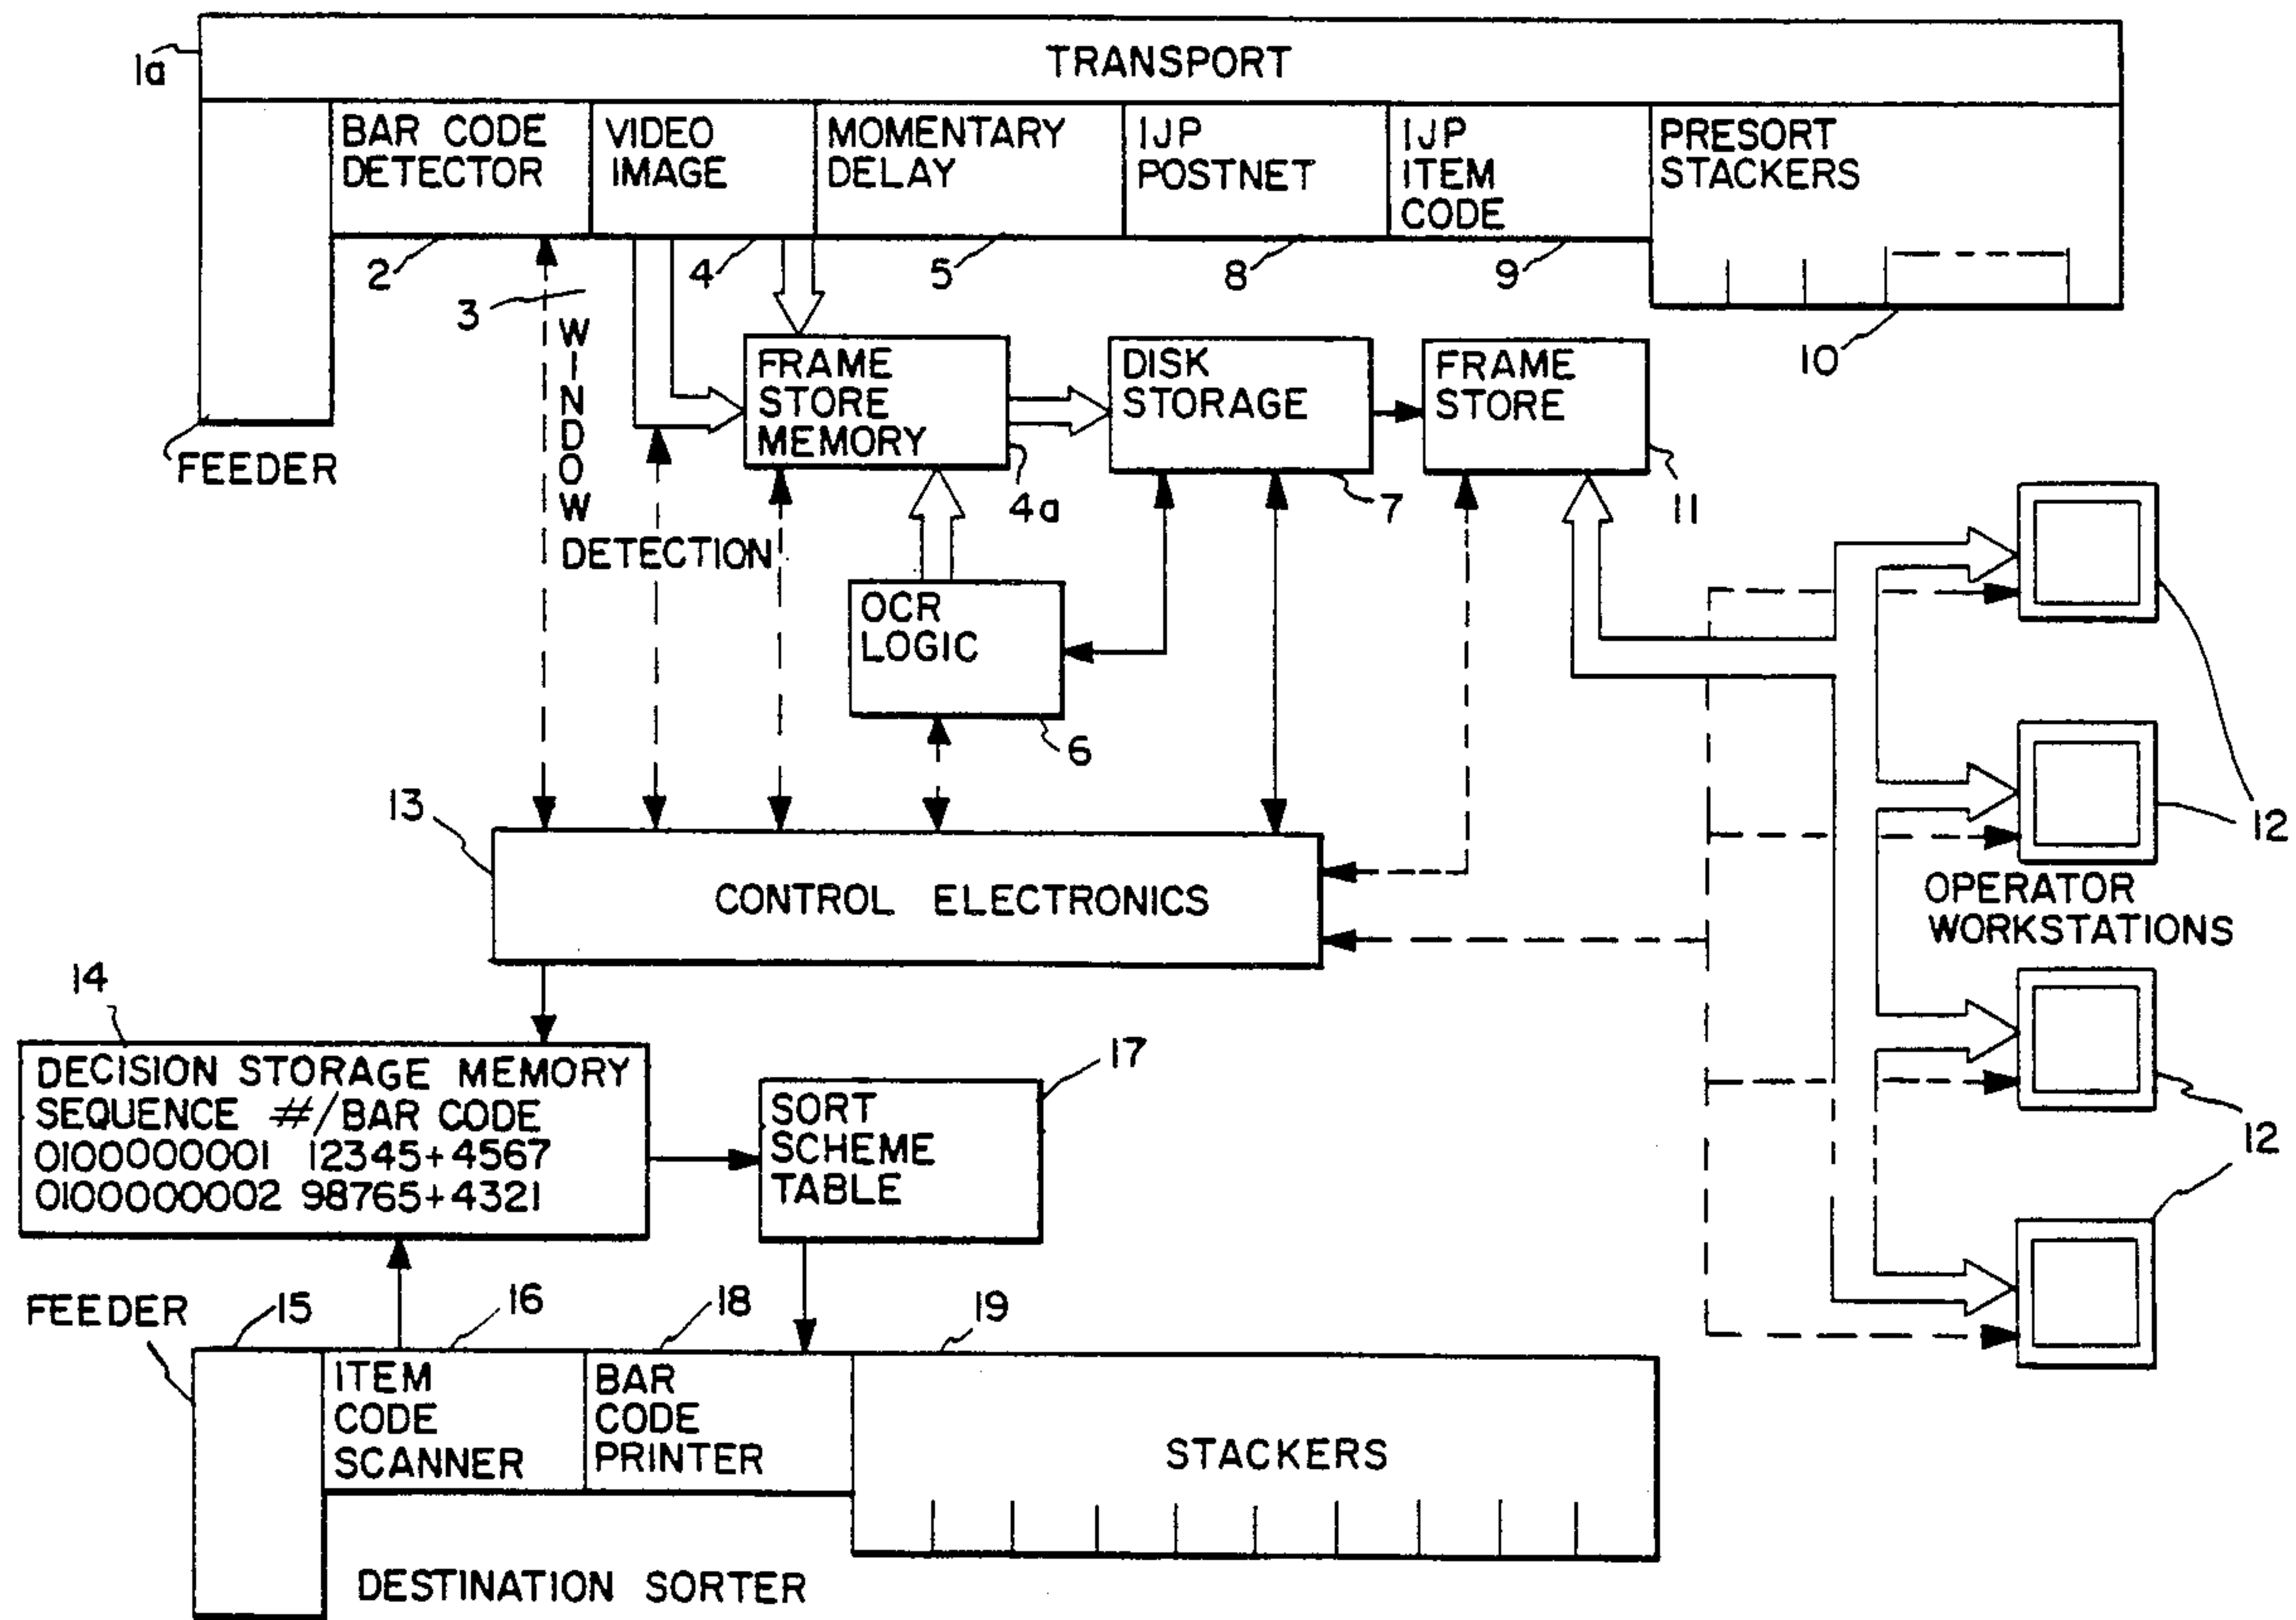 TRANSPORT
1a
BAR CODE
DETECTOR
VIDEO
IMAGE
MOMENTARY
DELAY
IJP
POSTNET
IJP
ITEM
CODE
PRESORT
STACKERS
2
3
4
5
8
9
10
FEEDER
WINDOW
DETECTION
FRAME
STORE
MEMORY
4a
DISK
STORAGE
7
FRAME
STORE
11
OCR
LOGIC
6
12
OPERATOR
WORKSTATIONS
12
13
CONTROL ELECTRONICS
14
DECISION STORAGE MEMORY
SEQUENCE #/BAR CODE
0100000001 12345+4567
0100000002 98765+4321
17
SORT
SCHEME
TABLE
FEEDER
15
16
18
19
ITEM
CODE
SCANNER
BAR
CODE
PRINTER
STACKERS
DESTINATION SORTER